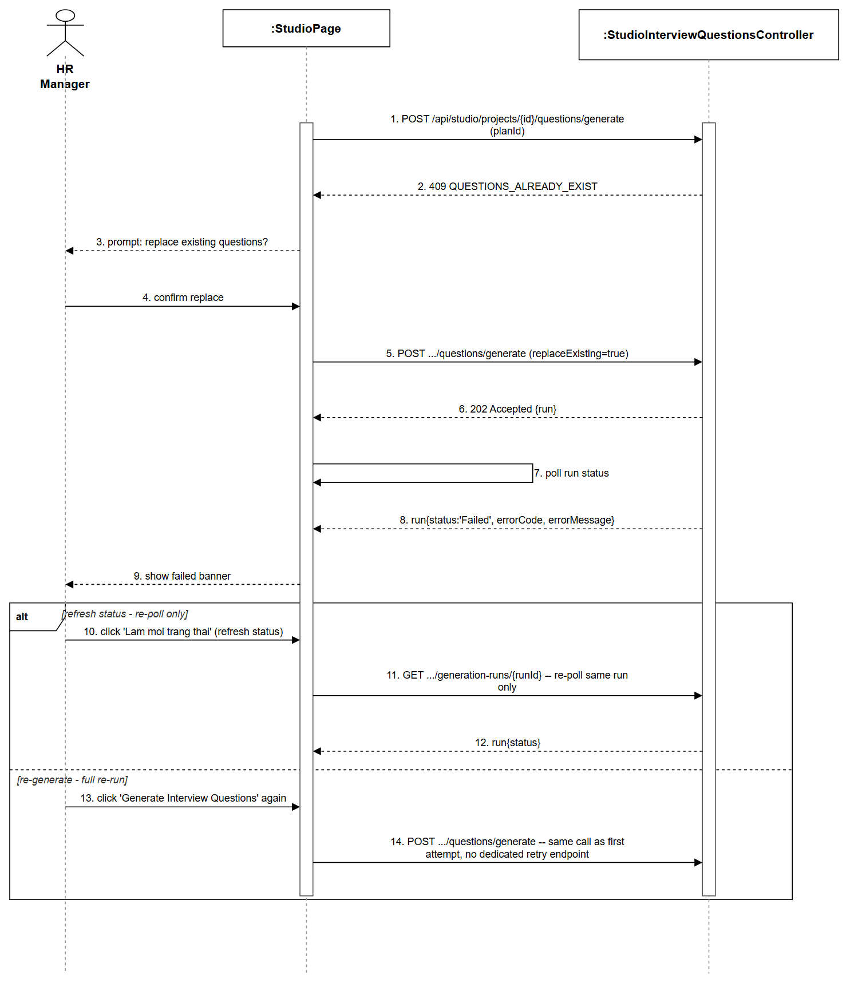 HR
Manager
:StudioPage
:StudioInterviewQuestionsController
1. POST /api/studio/projects/{id}/questions/generate
(planId)
2. 409 QUESTIONS_ALREADY_EXIST
3. prompt: replace existing questions?
4. confirm replace
5. POST .../questions/generate (replaceExisting=true)
6. 202 Accepted {run}
7. poll run status
8. run{status:'Failed', errorCode, errorMessage}
9. show failed banner
alt
[refresh status - re-poll only]
10. click 'Lam moi trang thai' (refresh status)
11. GET .../generation-runs/{runId} -- re-poll same run
only
12. run{status}
[re-generate - full re-run]
13. click 'Generate Interview Questions' again
14. POST .../questions/generate -- same call as first
attempt, no dedicated retry endpoint